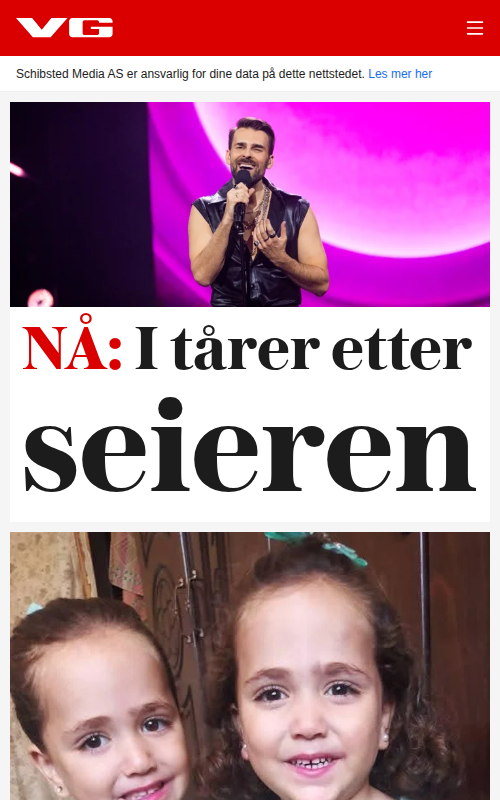 VG
Schibsted Media AS er ansvarlig for dine data på dette nettstedet. Les mer her
NÅ: I tårer etter
seieren